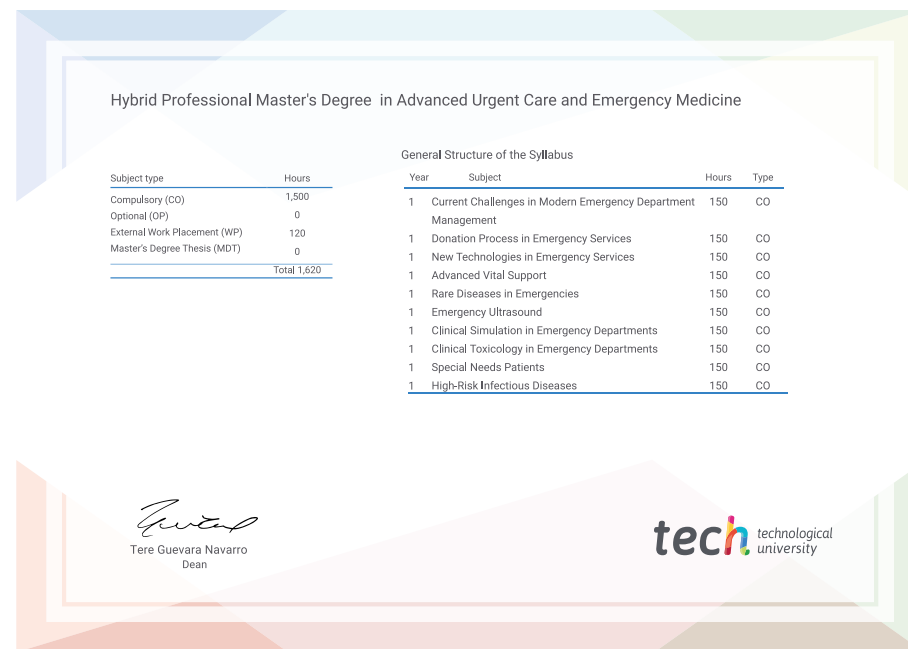 Hybrid Professional Master's Degree in Advanced Urgent Care and Emergency Medicine
Subject type Hours
Compulsory (CO) 1,500
Optional (OP) 0
External Work Placement (WP) 120
Master's Degree Thesis (MDT) 0
Total 1,620
General Structure of the Syllabus
Year Subject Hours Type
1 Current Challenges in Modern Emergency Department 150 CO
Management
1 Donation Process in Emergency Services 150 CO
1 New Technologies in Emergency Services 150 CO
1 Advanced Vital Support 150 CO
1 Rare Diseases in Emergencies 150 CO
1 Emergency Ultrasound 150 CO
1 Clinical Simulation in Emergency Departments 150 CO
1 Clinical Toxicology in Emergency Departments 150 CO
1 Special Needs Patients 150 CO
1 High-Risk Infectious Diseases 150 CO
Tere Guevara Navarro
Dean
tech technological
university